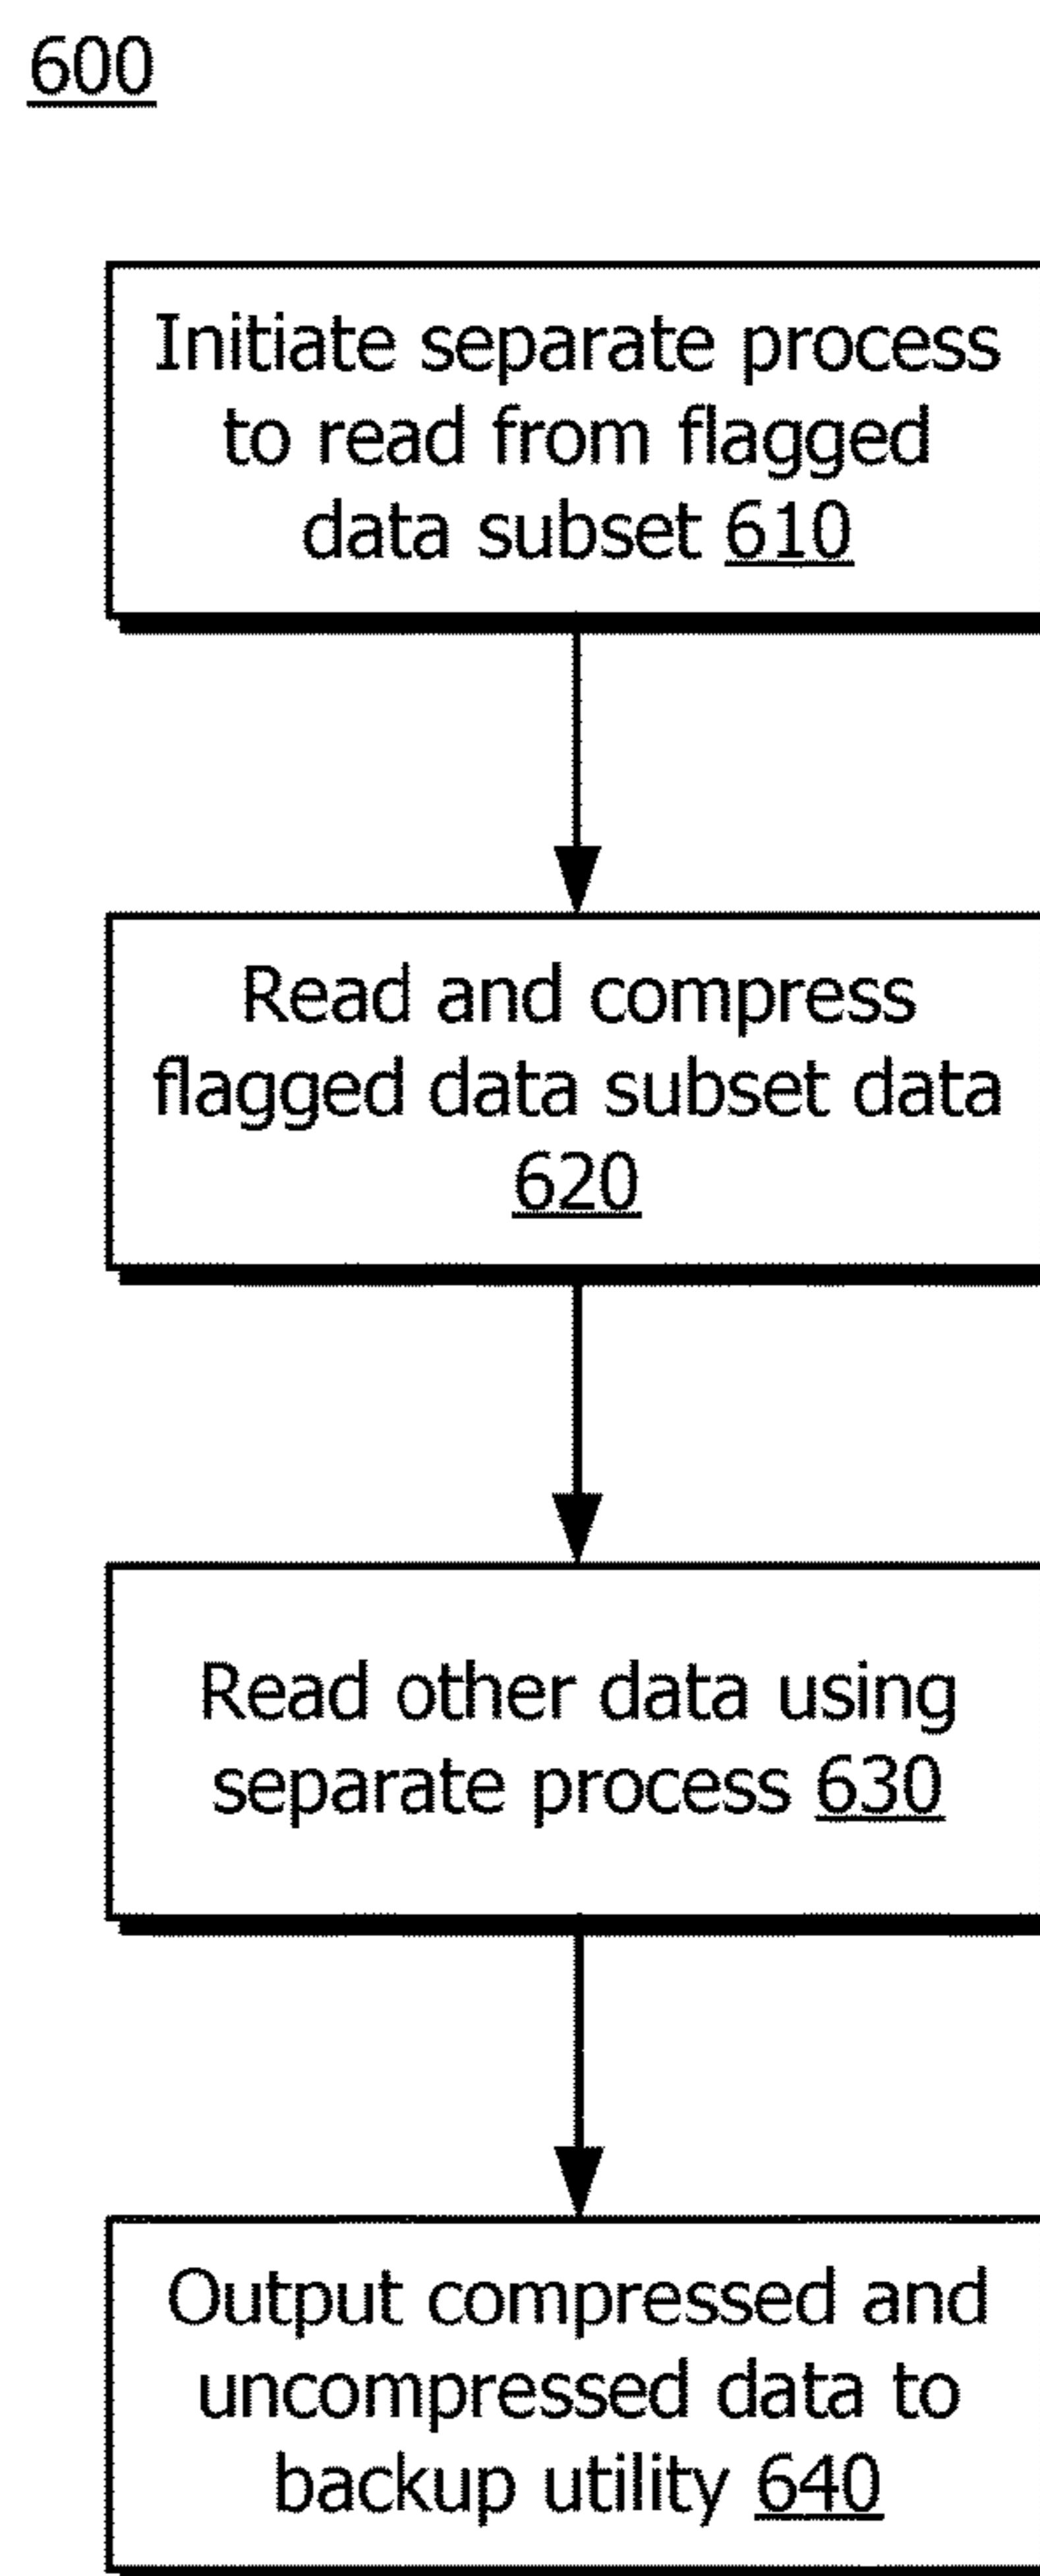 600
Initiate separate process
to read from flagged
data subset 610
Read and compress
flagged data subset data
620
Read other data using
separate process 630
Output compressed and
uncompressed data to
backup utility 640